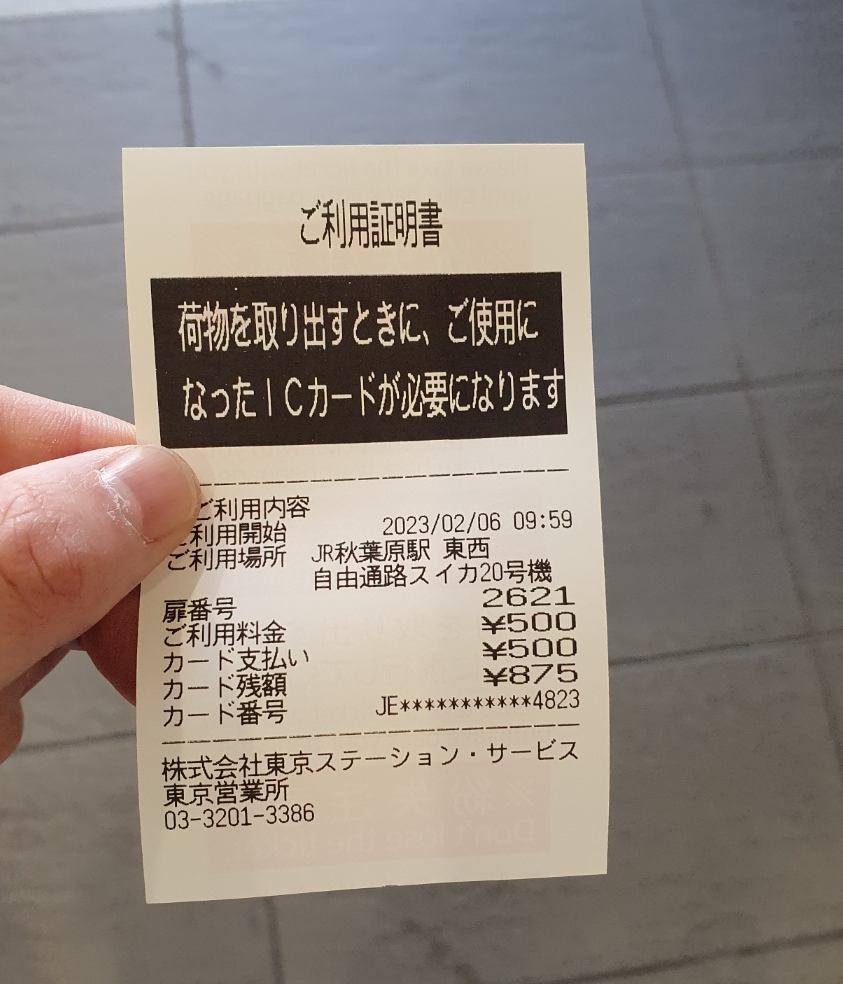 ご利用証明書
荷物を取り出すときに、ご使用に
なったICカードが必要になります
ご利用内容
利用開始 2023/02/06 09:59
ご利用場所 JR秋葉原駅 東西
自由通路スイカ20号機
扉番号 2621
ご利用料金 ¥500
カード支払い ¥500
カード残額 ¥875
カード番号 JE***********4823
株式会社東京ステーション・サービス
東京営業所
03-3201-3386